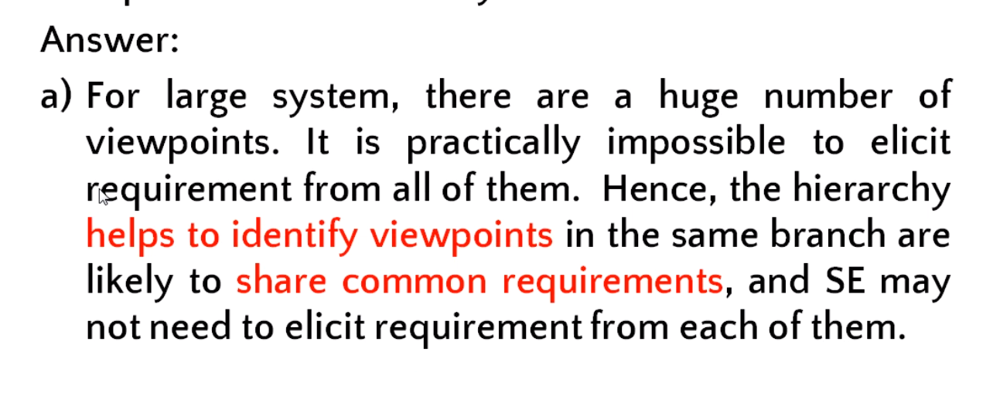 Answer:
a) For large system, there are a huge number of
viewpoints. It is practically impossible to elicit
requirement from all of them. Hence, the hierarchy
helps to identify viewpoints in the same branch are
likely to share common requirements, and SE may
not need to elicit requirement from each of them.